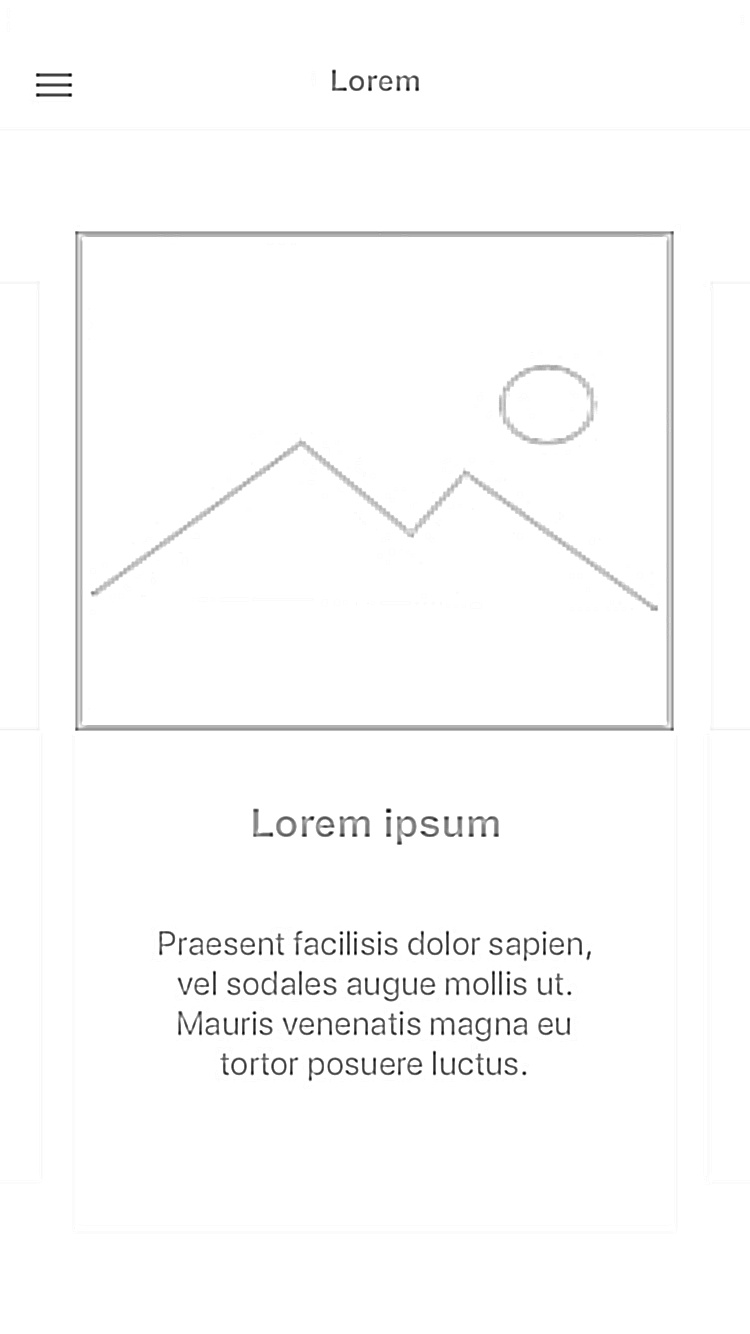 Lorem
Lorem ipsum
Praesent facilisis dolor sapien,
vel sodales augue mollis ut.
Mauris venenatis magna eu
tortor posuere luctus.